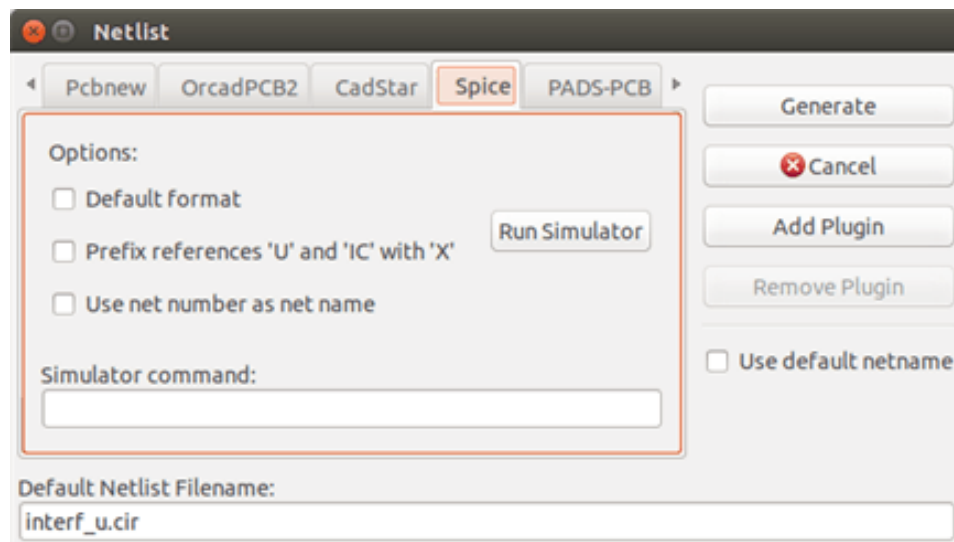 Netlist
Pcbnew OrcadPCB2 CadStar Spice PADS-PCB
Generate
Options:
Cancel
Default format
Add Plugin
Run Simulator
Prefix references 'U' and 'IC' with 'X'
Remove Plugin
Use net number as net name
Use default netname
Simulator command:
Default Netlist Filename:
interf_u.cir